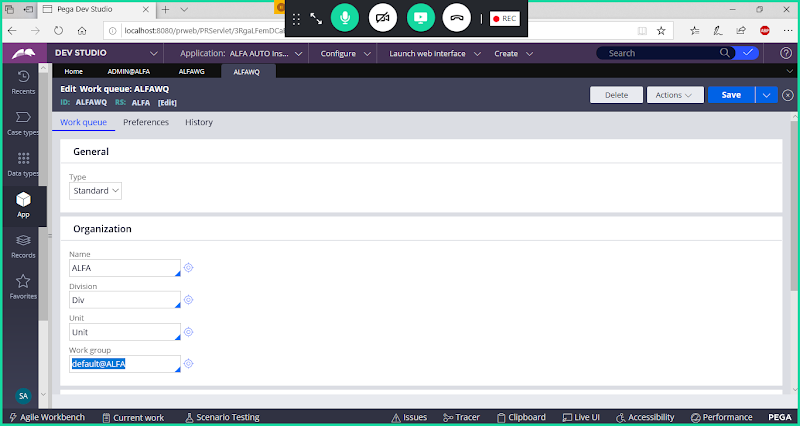 Pega Dev Studio
localhost:8080/prweb/PRServlet/3RgaLFemDCa
REC
DEV STUDIO
Application: ALFA AUTO Ins...
Configure
Launch web interface
Create
Search
Home
ADMIN@ALFA
ALFAWG
ALFAWQ
Recents
Edit Work queue: ALFAWQ
ID: ALFAWQ RS: ALFA [Edit]
Delete
Actions
Save
Case types
Work queue
Preferences
History
General
Data types
Type
Standard
App
Organization
Records
Name
ALFA
Favorites
Division
Div
Unit
Unit
Work group
default@ALFA
SA
Agile Workbench
Current work
Scenario Testing
Issues
Tracer
Clipboard
Live UI
Accessibility
Performance
PEGA